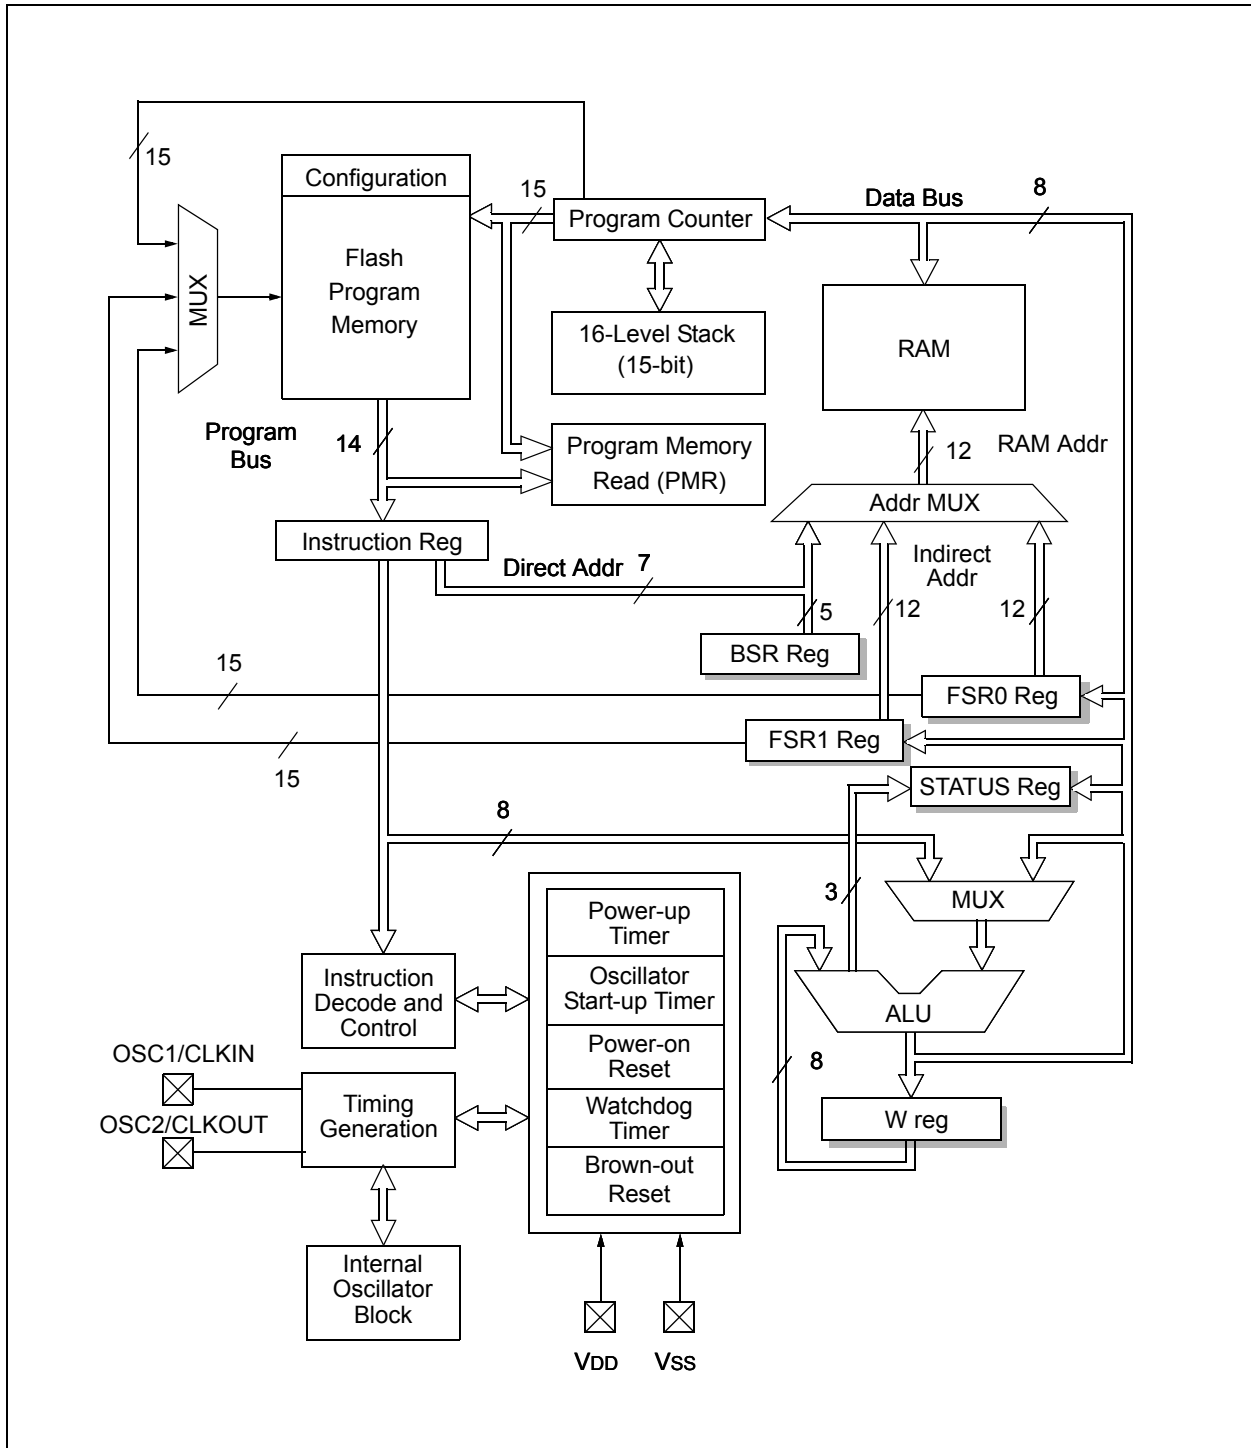 15
Configuration
Flash
Program
Memory
MUX
15
Program Counter
Data Bus
8
16-Level Stack
(15-bit)
RAM
Program
Bus
14
Program Memory
Read (PMR)
12
RAM Addr
Addr MUX
Instruction Reg
Direct Addr
7
Indirect
Addr
5
12
12
BSR Reg
15
FSR0 Reg
FSR1 Reg
15
STATUS Reg
8
3
MUX
Power-up
Timer
Oscillator
Start-up Timer
Power-on
Reset
Watchdog
Timer
Brown-out
Reset
Instruction
Decode and
Control
ALU
8
OSC1/CLKIN
OSC2/CLKOUT
Timing
Generation
W reg
Internal
Oscillator
Block
VDD
VSS